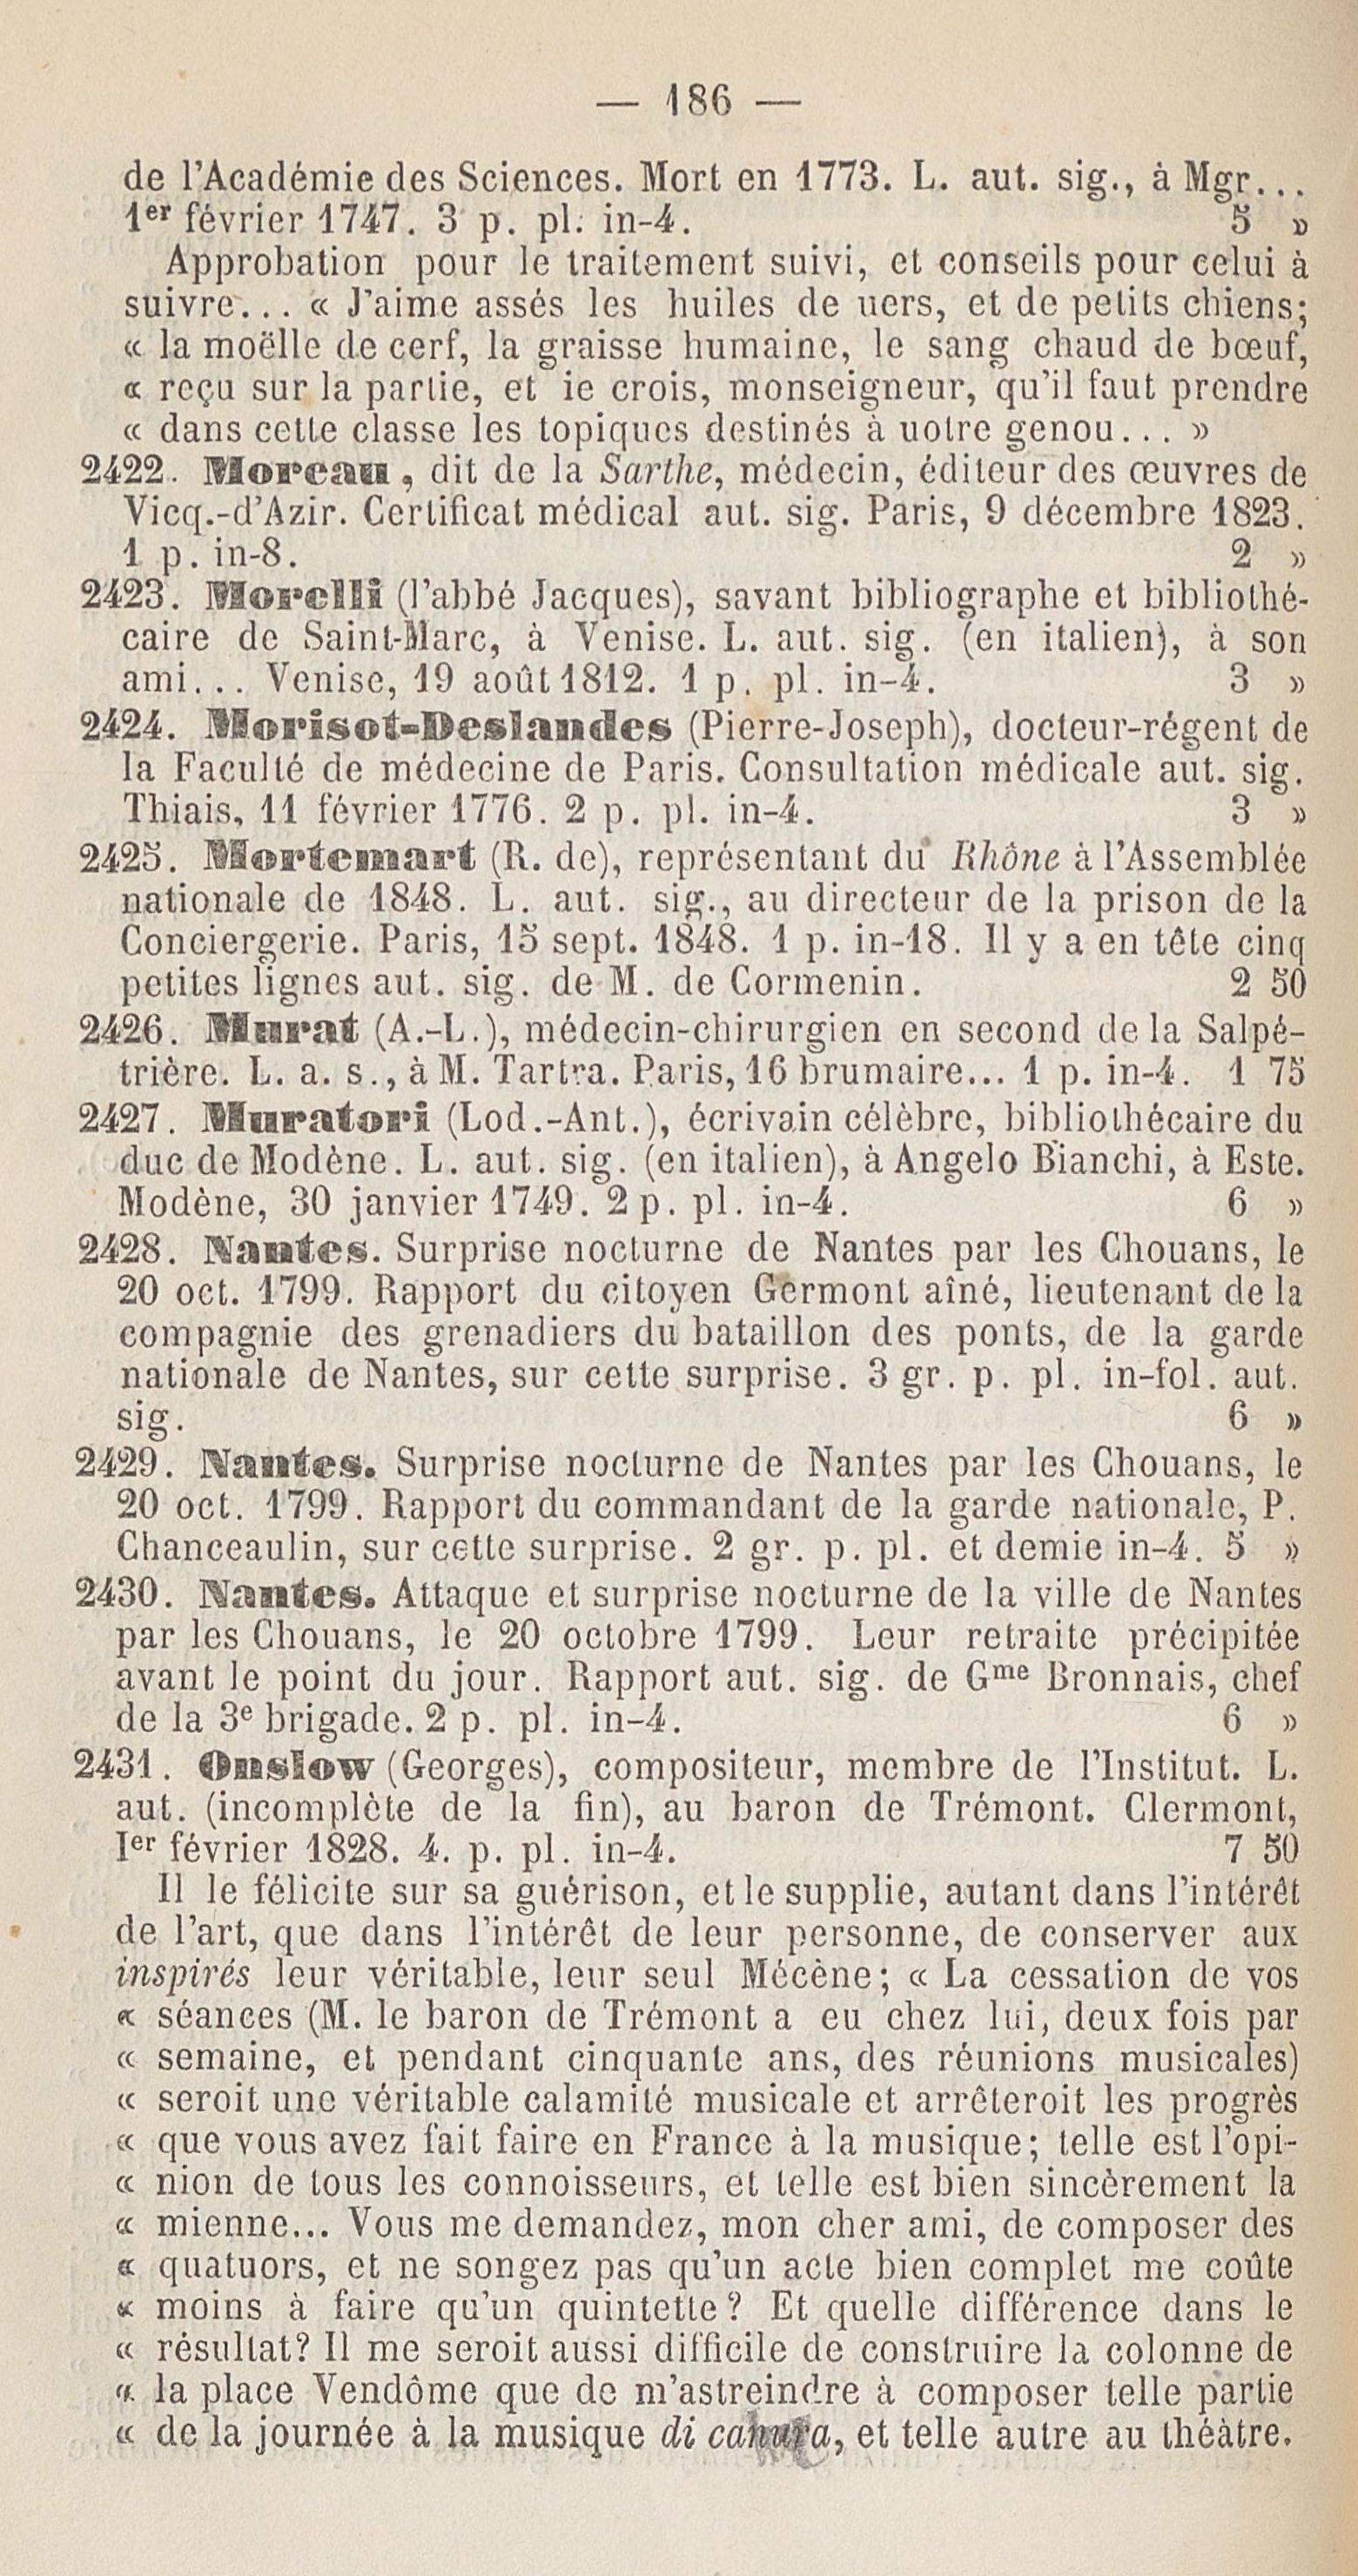 — 186 —
de l'Académie des Sciences. Mort en 1773. L. aut. sig., à Mgr...
1er février 1747. 3 p. pl. in-4. 5 »
Approbation pour le traitement suivi, et conseils pour celui à
suivre... « J'aime assés les huiles de uers, et de petits chiens;
« la moëlle de cerf, la graisse humaine, le sang chaud de bœuf,
« reçu sur la partie, et ie crois, monseigneur, qu'il faut prendre
« dans cette classe les topiques destinés à uotre genou... »
2422. Moreau, dit de la Sarthe, médecin, éditeur des œuvres de
Vicq.-d'Azir. Certificat médical aut. sig. Paris, 9 décembre 1823.
1 p. in-8. 2 »
2423. Morelli (l'abbé Jacques), savant bibliographe et bibliothé-
caire de Saint-Marc, à Venise. L. aut. sig. (en italien), à son
ami... Venise, 19 août 1812. 1 p. pl. in-4. 3 »
2424. Morisot-Deslandes (Pierre-Joseph), docteur-régent de
la Faculté de médecine de Paris. Consultation médicale aut. sig.
Thiais, 11 février 1776. 2 p. pl. in-4. 3 »
2425. Mortemart (R. de), représentant du Rhône à l'Assemblée
nationale de 1848. L. aut. sig., au directeur de la prison de la
Conciergerie. Paris, 15 sept. 1848. 1 p. in-18. Il y a en tête cinq
petites lignes aut. sig. de M. de Cormenin. 2 50
2426. Murat (A.-L.), médecin-chirurgien en second de la Salpé-
trière. L. a. s., à M. Tartra. Paris, 16 brumaire... 1 p. in-4. 1 75
2427. Muratori (Lod.-Ant.), écrivain célèbre, bibliothécaire du
duc de Modène. L. aut. sig. (en italien), à Angelo Bianchi, à Este.
Modène, 30 janvier 1749. 2 p. pl. in-4. 6 »
2428. Nantes. Surprise nocturne de Nantes par les Chouans, le
20 oct. 1799. Rapport du citoyen Germont aîné, lieutenant de la
compagnie des grenadiers du bataillon des ponts, de la garde
nationale de Nantes, sur cette surprise. 3 gr. p. pl. in-fol. aut.
sig. 6 »
2429. Nantes. Surprise nocturne de Nantes par les Chouans, le
20 oct. 1799. Rapport du commandant de la garde nationale, P.
Chanceaulin, sur cette surprise. 2 gr. p. pl. et demie in-4. 5 »
2430. Nantes. Attaque et surprise nocturne de la ville de Nantes
par les Chouans, le 20 octobre 1799. Leur retraite précipitée
avant le point du jour. Rapport aut. sig. de Gme Bronnais, chef
de la 3e brigade. 2 p. pl. in-4. 6 »
2431. Onslow (Georges), compositeur, membre de l'Institut. L.
aut. (incomplète de la fin), au baron de Trémont. Clermont,
Ier février 1828. 4. p. pl. in-4. 7 50
Il le félicite sur sa guérison, et le supplie, autant dans l'intérêt
de l'art, que dans l'intérêt de leur personne, de conserver aux
inspirés leur véritable, leur seul Mécène; « La cessation de vos
« séances (M. le baron de Trémont a eu chez lui, deux fois par
« semaine, et pendant cinquante ans, des réunions musicales)
« seroit une véritable calamité musicale et arrêteroit les progrès
« que vous avez fait faire en France à la musique; telle est l'opi-
« nion de tous les connoisseurs, et telle est bien sincèrement la
« mienne... Vous me demandez, mon cher ami, de composer des
« quatuors, et ne songez pas qu'un acte bien complet me coûte
« moins à faire qu'un quintette? Et quelle différence dans le
« résultat? Il me seroit aussi difficile de construire la colonne de
« la place Vendôme que de m'astreindre à composer telle partie
« de la journée à la musique di et telle autre au théâtre.